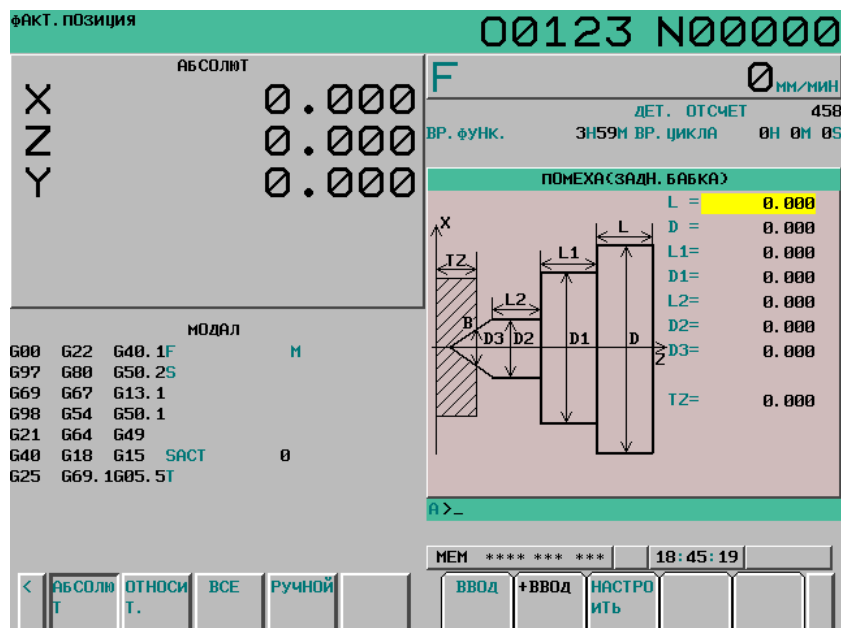 ФАКТ.ПОЗИЦИЯ
O0123 N00000
АБСОЛЮТ
X 0.000
Z 0.000
Y 0.000
F 0 ММ/МИН
ДЕТ. ОТСЧЕТ 458
ВР.ФУНК. 3H59M ВР.ЦИКЛА 0H 0M 0S
ПОМЕХА(ЗАДН.БАБКА)
L = 0.000
D = 0.000
L1= 0.000
D1= 0.000
L2= 0.000
D2= 0.000
D3= 0.000
TZ= 0.000
X
L
L1
TZ
L2
B D3 D2 D1 D
Z
МОДАЛ
G00 G22 G40.1 F M
G97 G80 G50.2 S
G69 G67 G13.1
G98 G54 G50.1
G21 G64 G49
G40 G18 G15 SACT 0
G25 G69.1 G05.5 T
A>_
MEM **** *** *** 18:45:19
< АБСОЛЮ ОТНОСИ ВСЕ РУЧНОЙ
Т Т.
ВВОД +ВВОД НАСТРО
ИТЬ